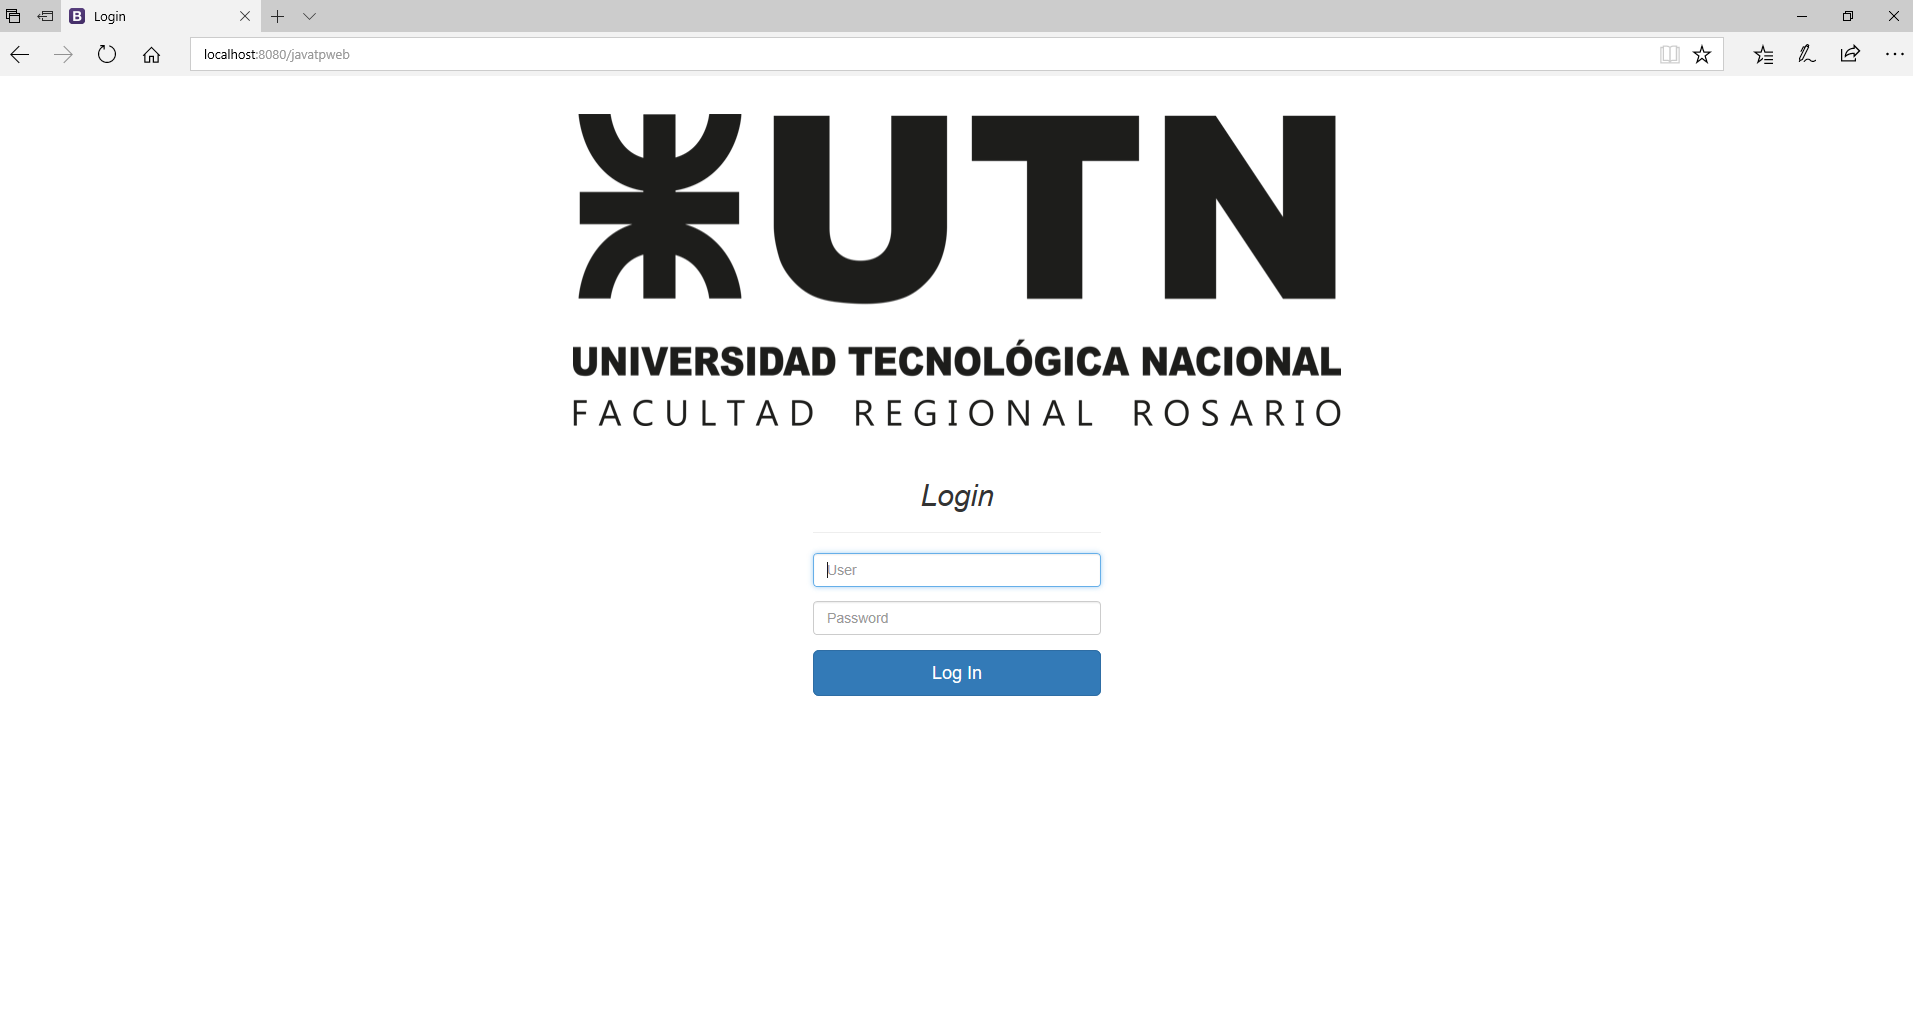 B Login
localhost:8080/javatpweb
UTN
UNIVERSIDAD TECNOLÓGICA NACIONAL
FACULTAD REGIONAL ROSARIO
Login
User
Password
Log In